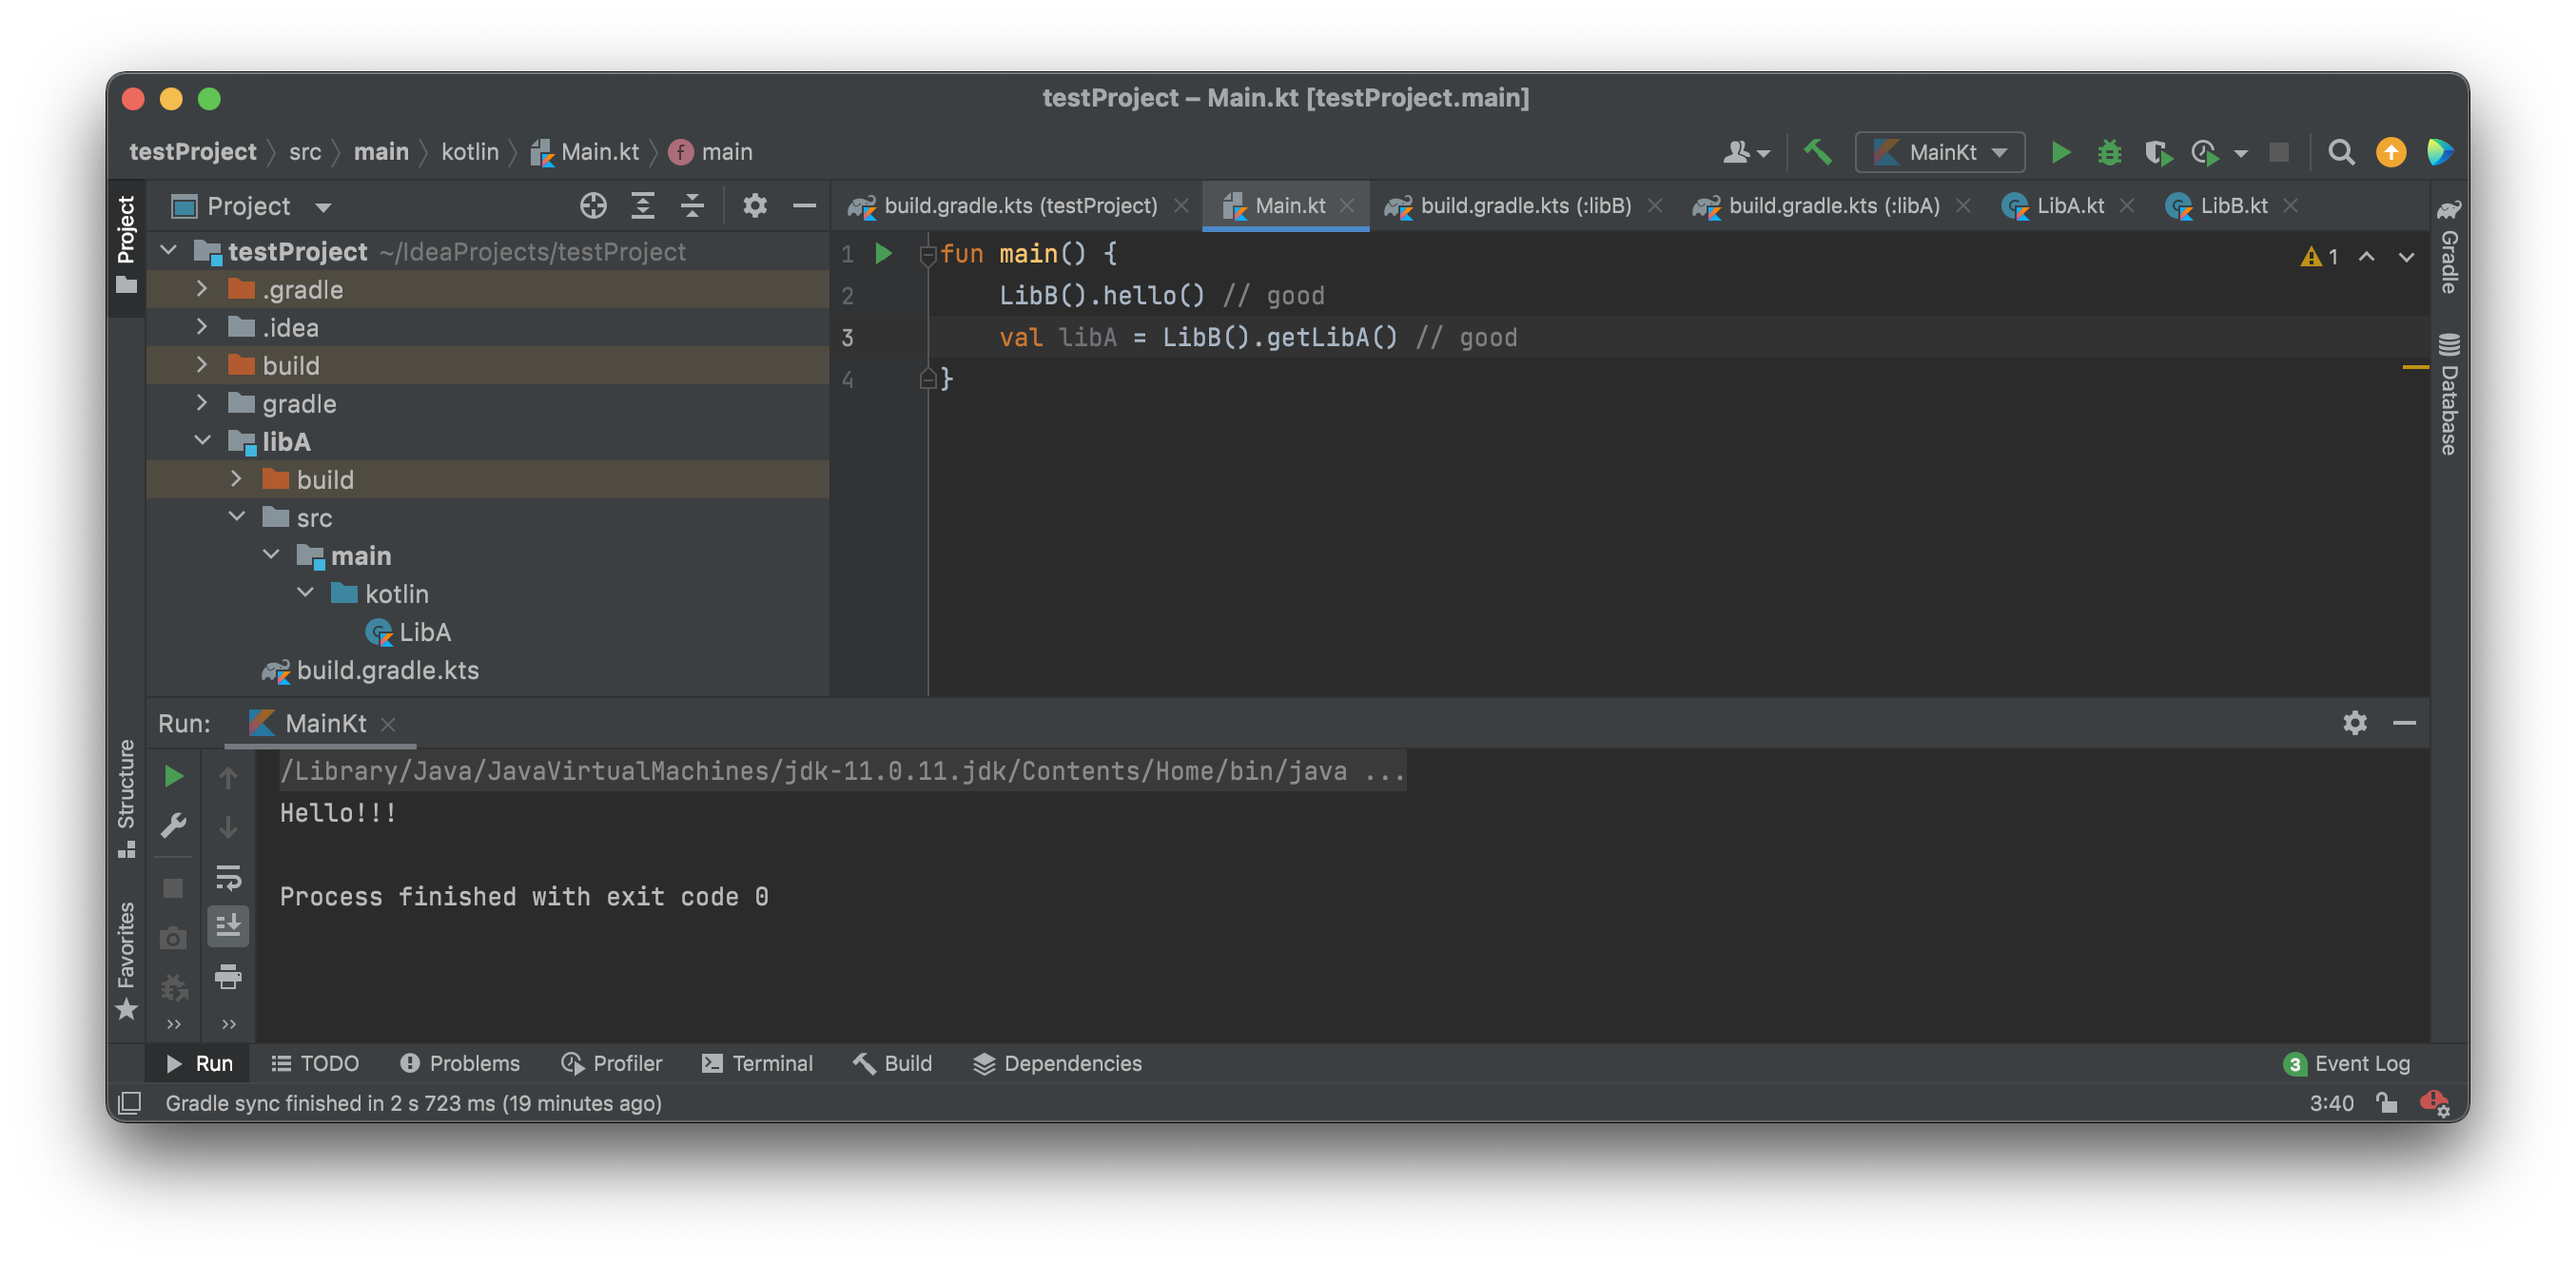 testProject – Main.kt [testProject.main]
testProject src main kotlin Main.kt f main
MainKt
Project
Project
build.gradle.kts (testProject) Main.kt build.gradle.kts (:libB) build.gradle.kts (:libA) LibA.kt LibB.kt
testProject ~/IdeaProjects/testProject
.gradle
.idea
build
gradle
libA
build
src
main
kotlin
LibA
build.gradle.kts
1 fun main() {
2 LibB().hello() // good
3 val libA = LibB().getLibA() // good
4 }
1
Gradle
Database
Run: MainKt
Structure
Favorites
/Library/Java/JavaVirtualMachines/jdk-11.0.11.jdk/Contents/Home/bin/java ...
Hello!!!
Process finished with exit code 0
Run TODO Problems Profiler Terminal Build Dependencies 3 Event Log
Gradle sync finished in 2 s 723 ms (19 minutes ago) 3:40